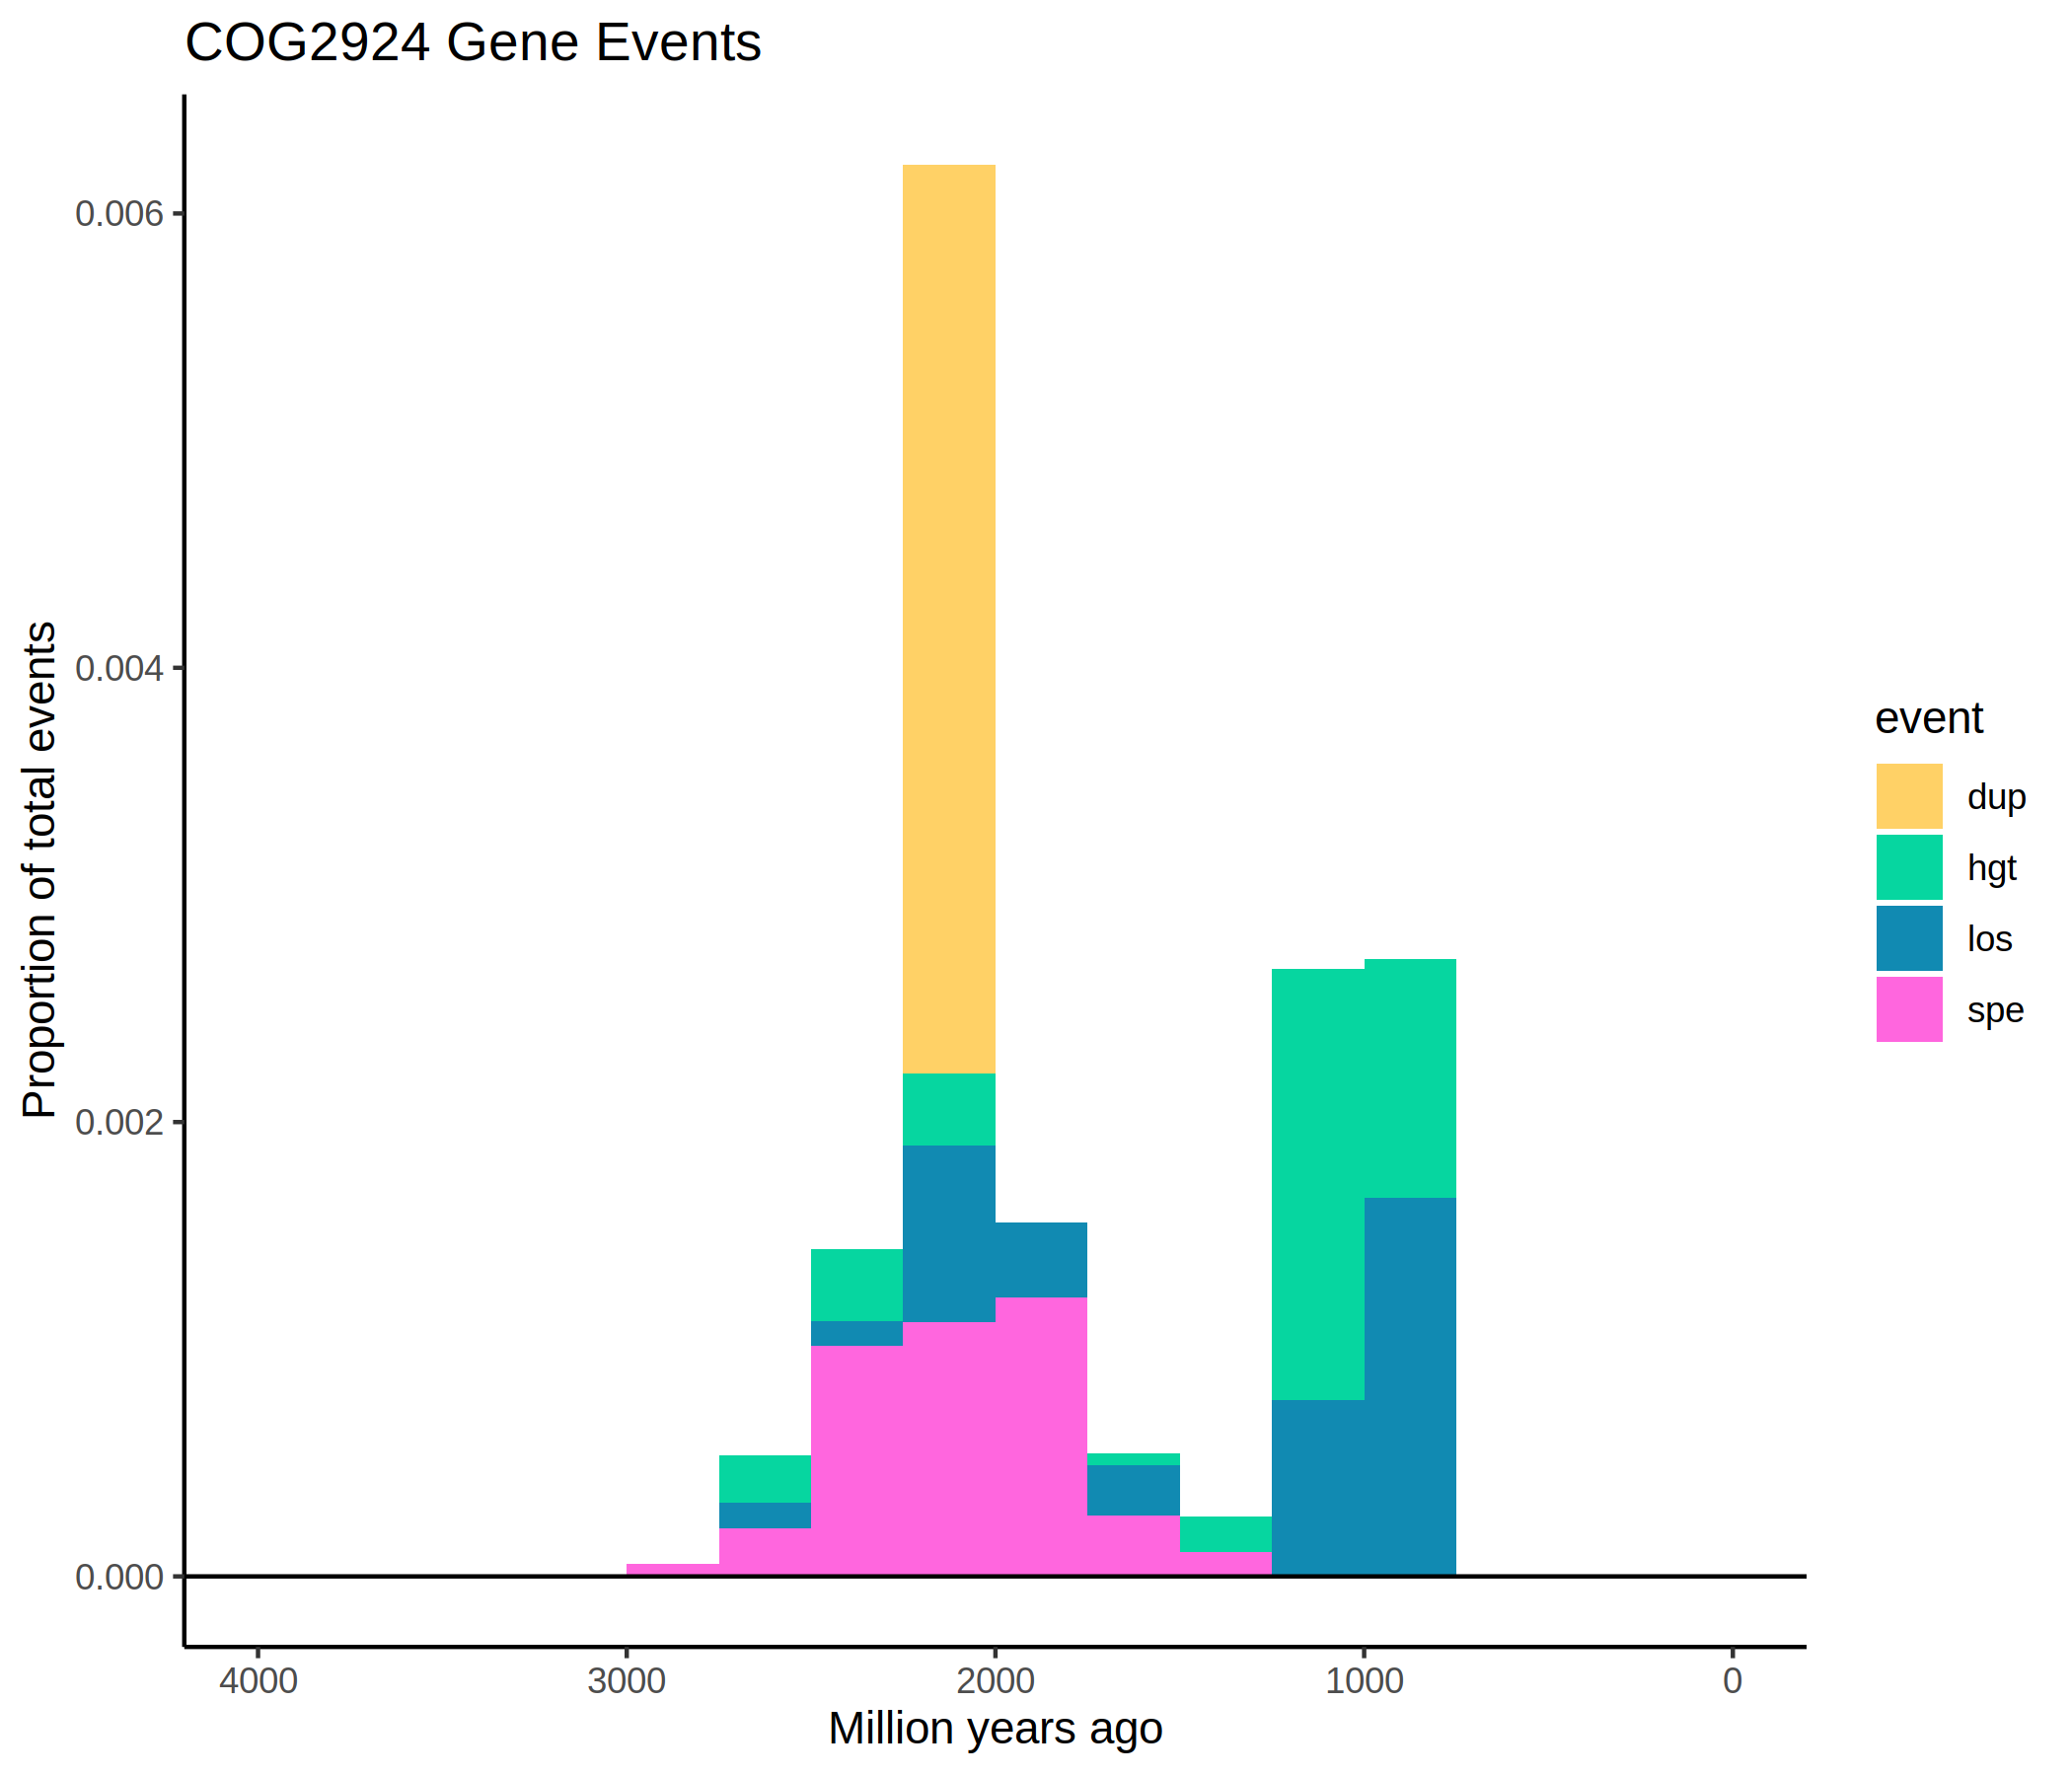 COG2924 Gene Events
Proportion of total events
0.006
0.004
0.002
0.000
4000 3000 2000 1000 0
Million years ago
event
dup
hgt
los
spe